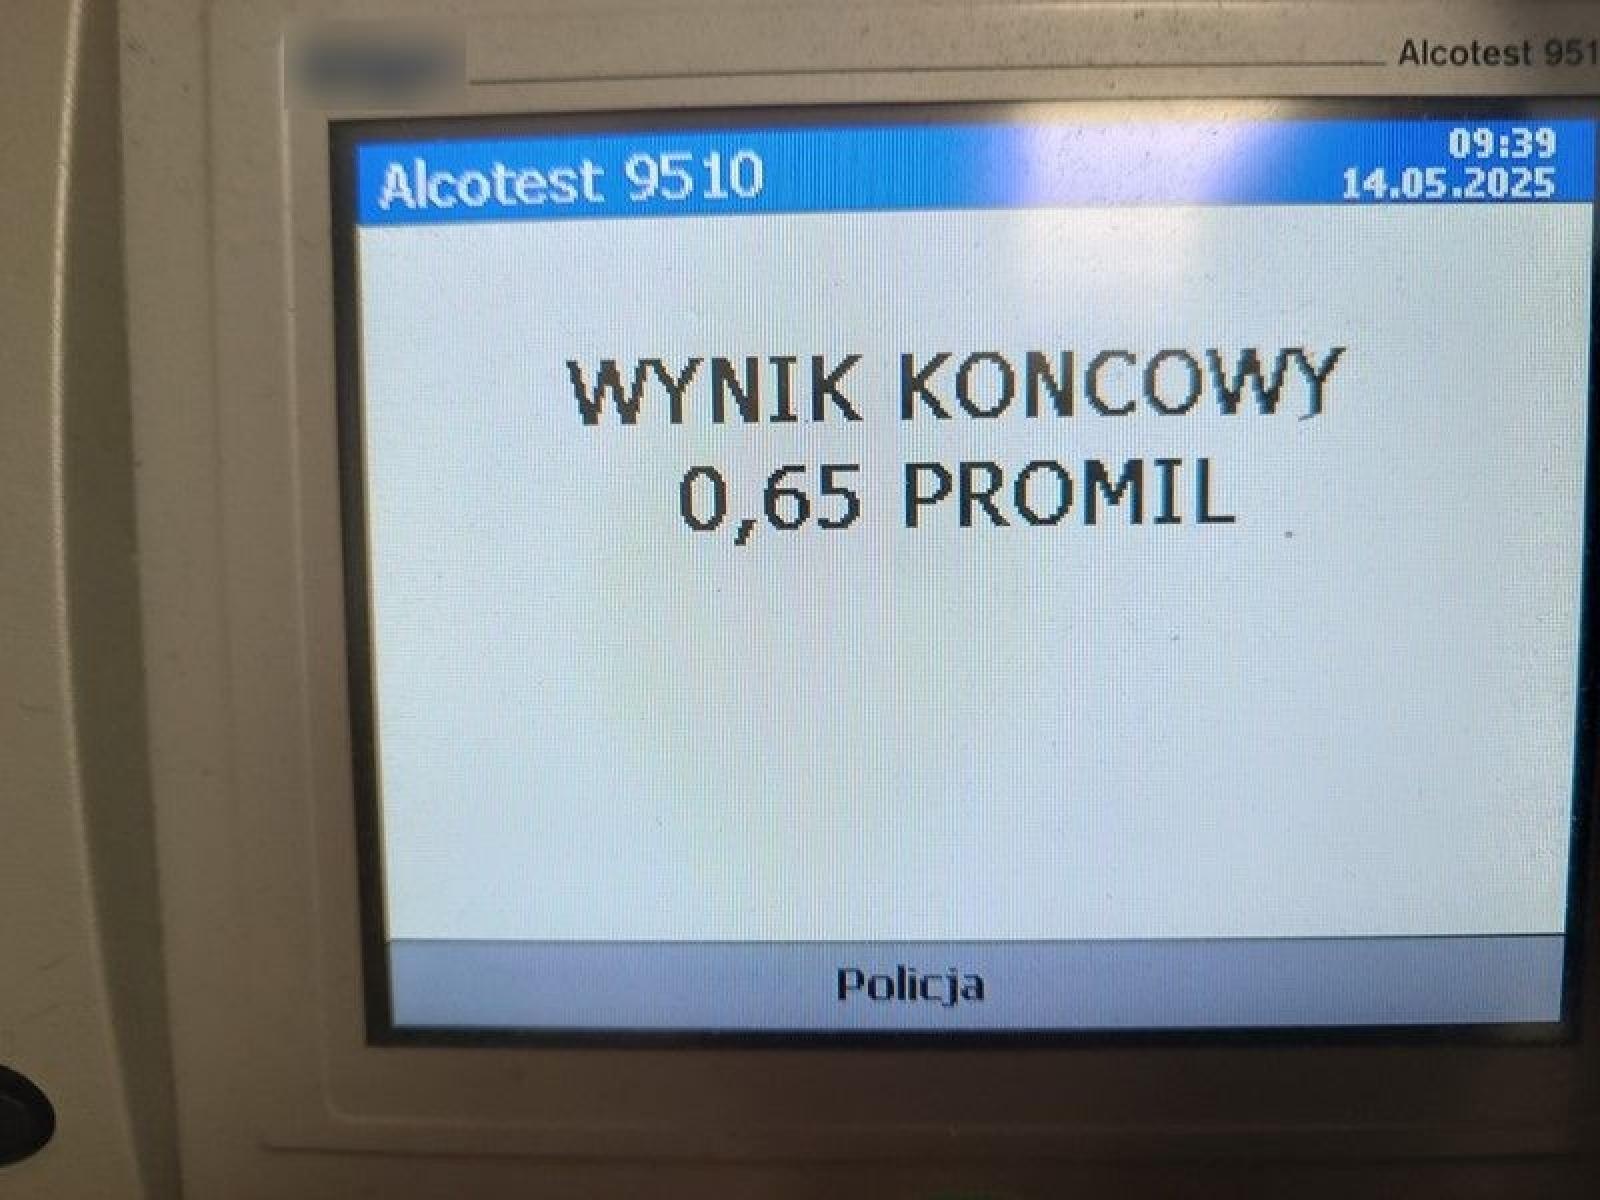 Alcotest 951
Alcotest 9510
09:39
14.05.2025
WYNIK KONCOWY
0,65 PROMIL
Policja